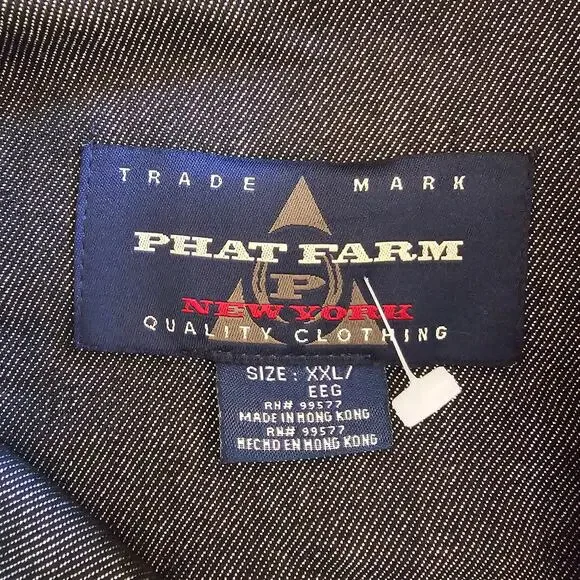 TRADE MARK
PHAT FARM
P
NEW YORK
QUALITY CLOTHING
SIZE: XXL/
EEG
RN# 99577
MADE IN HONG KONG
RN# 99577
HECHO EN HONG KONG